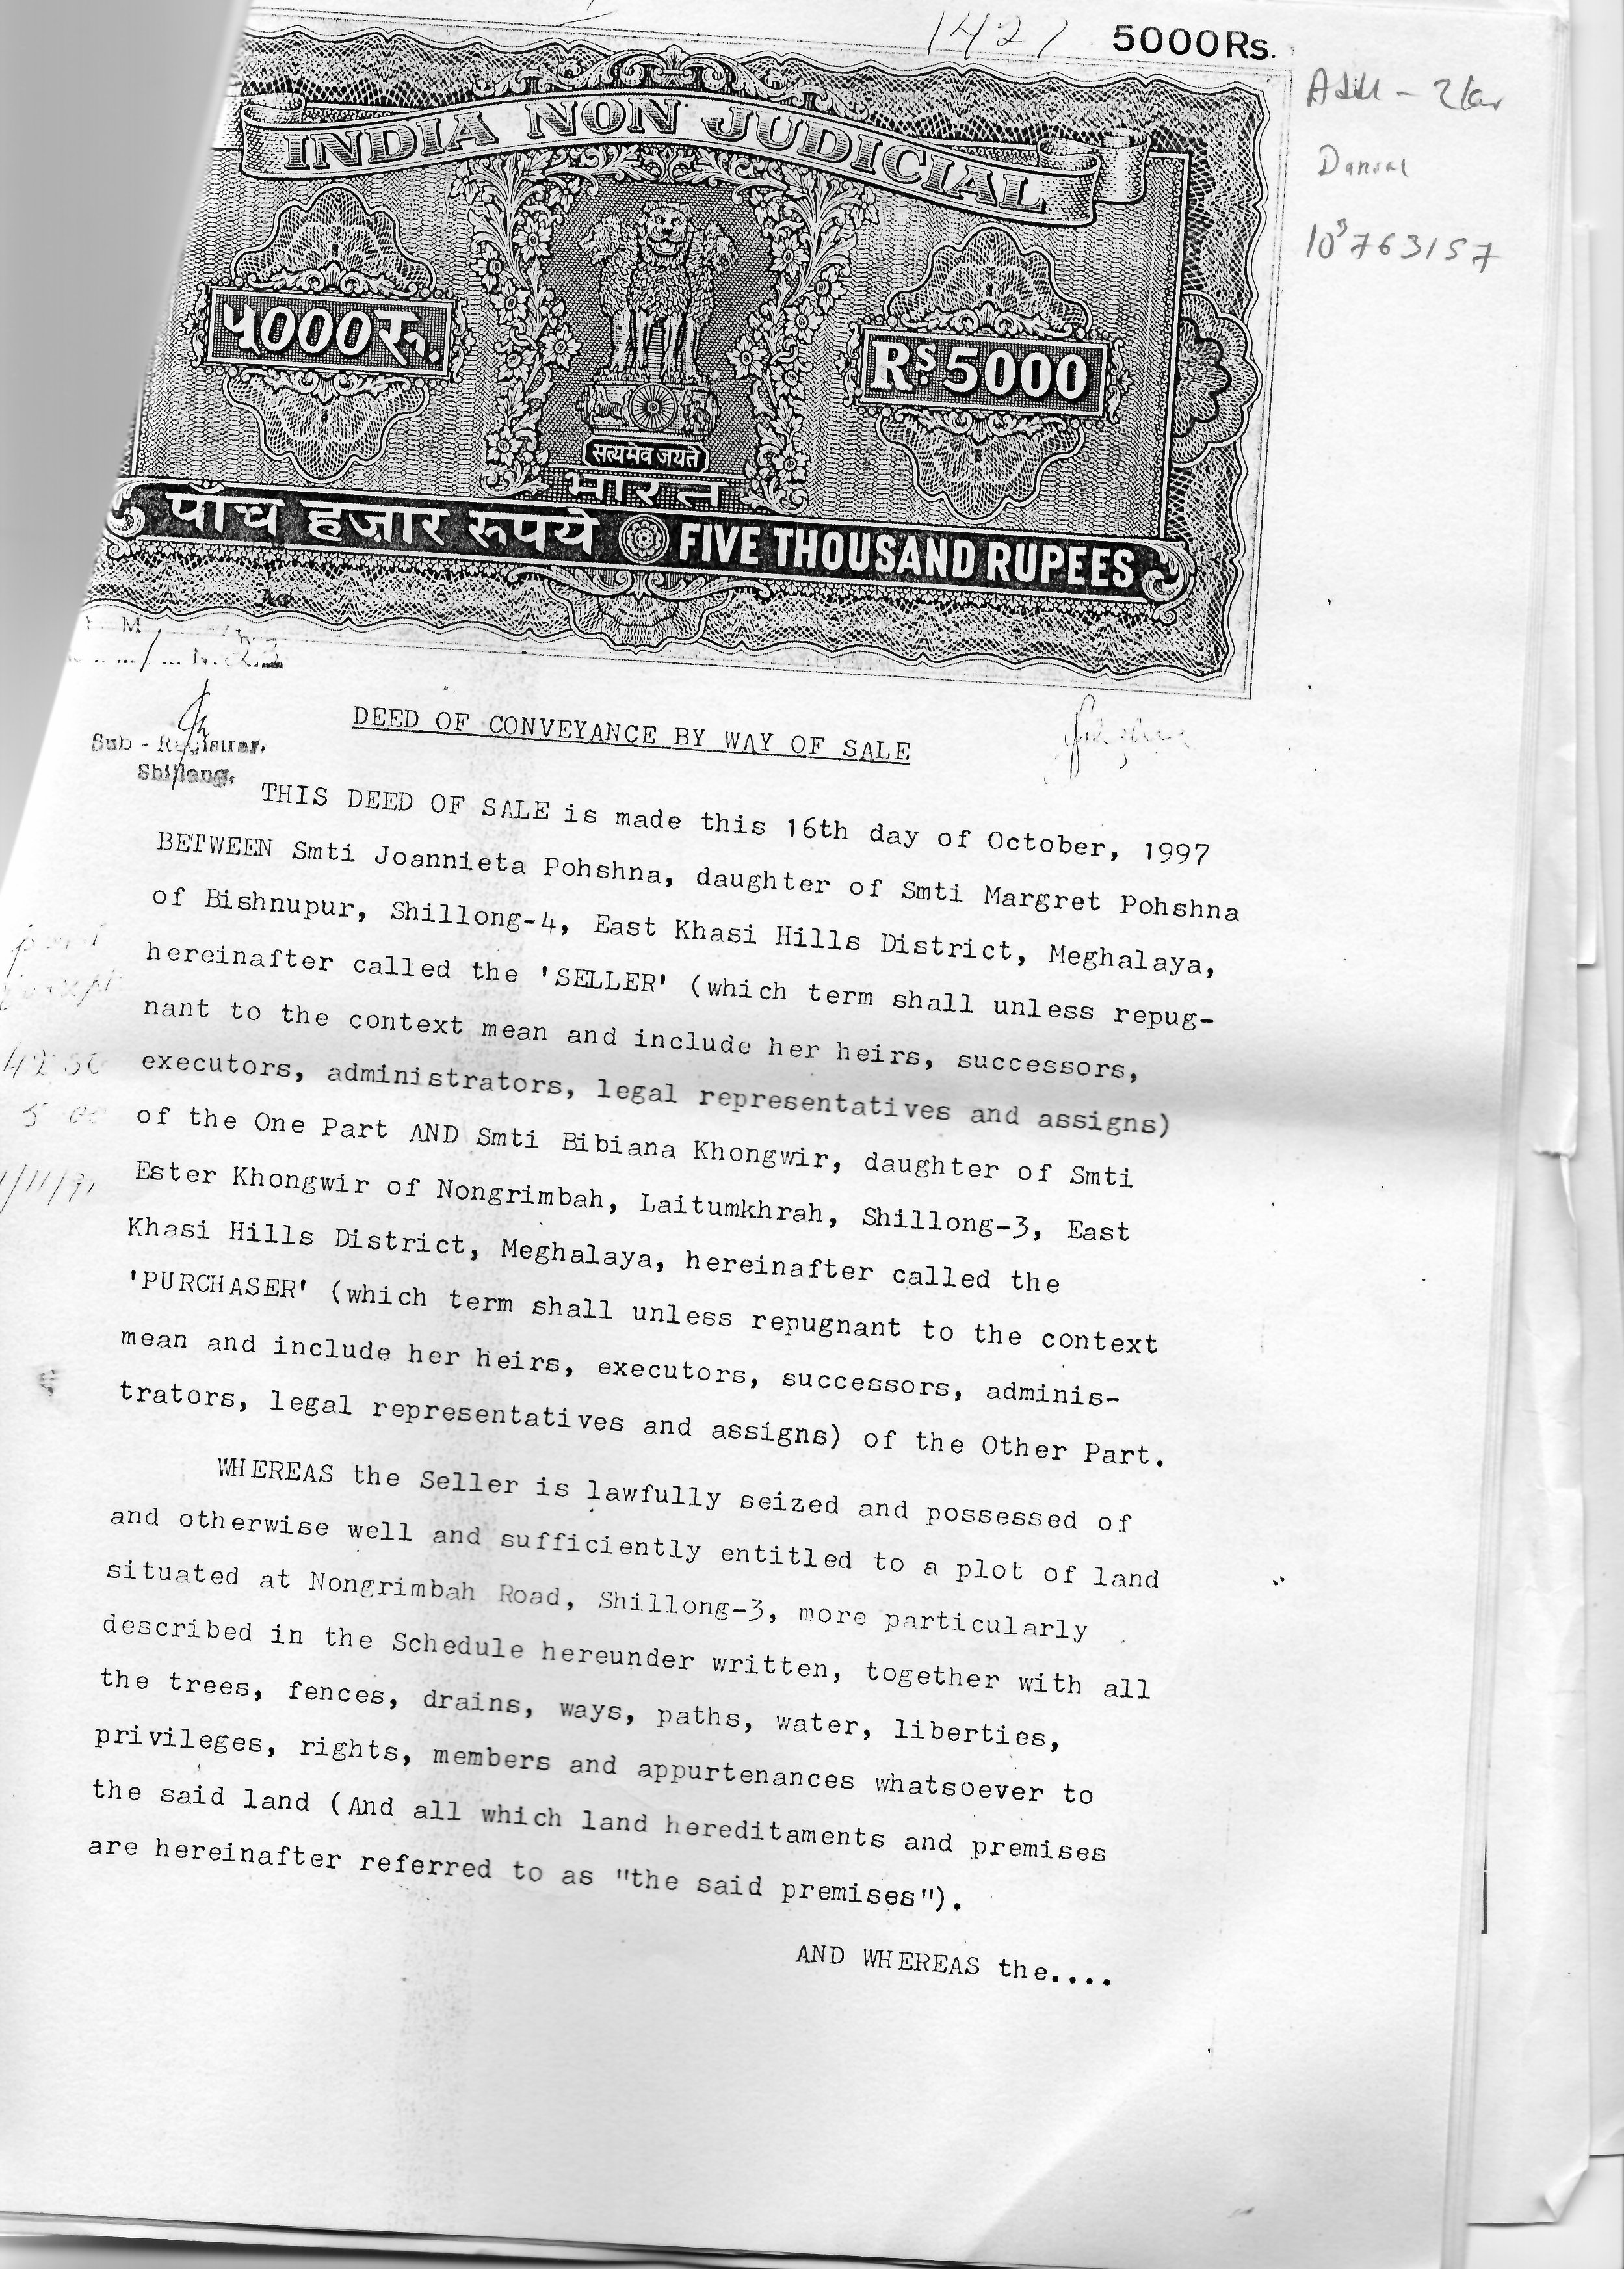 1427 5000Rs.
INDIA NON JUDICIAL
५000रु.
Rs.5000
सत्यमेव जयते
भारत
पाँच हज़ार रुपये FIVE THOUSAND RUPEES
Sub - Registrar,
Shillong.
DEED OF CONVEYANCE BY WAY OF SALE
THIS DEED OF SALE is made this 16th day of October, 1997
BETWEEN Smti Joannieta Pohshna, daughter of Smti Margret Pohshna
of Bishnupur, Shillong-4, East Khasi Hills District, Meghalaya,
hereinafter called the 'SELLER' (which term shall unless repug-
nant to the context mean and include her heirs, successors,
executors, administrators, legal representatives and assigns)
of the One Part AND Smti Bibiana Khongwir, daughter of Smti
Ester Khongwir of Nongrimbah, Laitumkhrah, Shillong-3, East
Khasi Hills District, Meghalaya, hereinafter called the
'PURCHASER' (which term shall unless repugnant to the context
mean and include her heirs, executors, successors, adminis-
trators, legal representatives and assigns) of the Other Part.
WHEREAS the Seller is lawfully seized and possessed of
and otherwise well and sufficiently entitled to a plot of land
situated at Nongrimbah Road, Shillong-3, more particularly
described in the Schedule hereunder written, together with all
the trees, fences, drains, ways, paths, water, liberties,
privileges, rights, members and appurtenances whatsoever to
the said land (And all which land hereditaments and premises
are hereinafter referred to as "the said premises").
AND WHEREAS the....